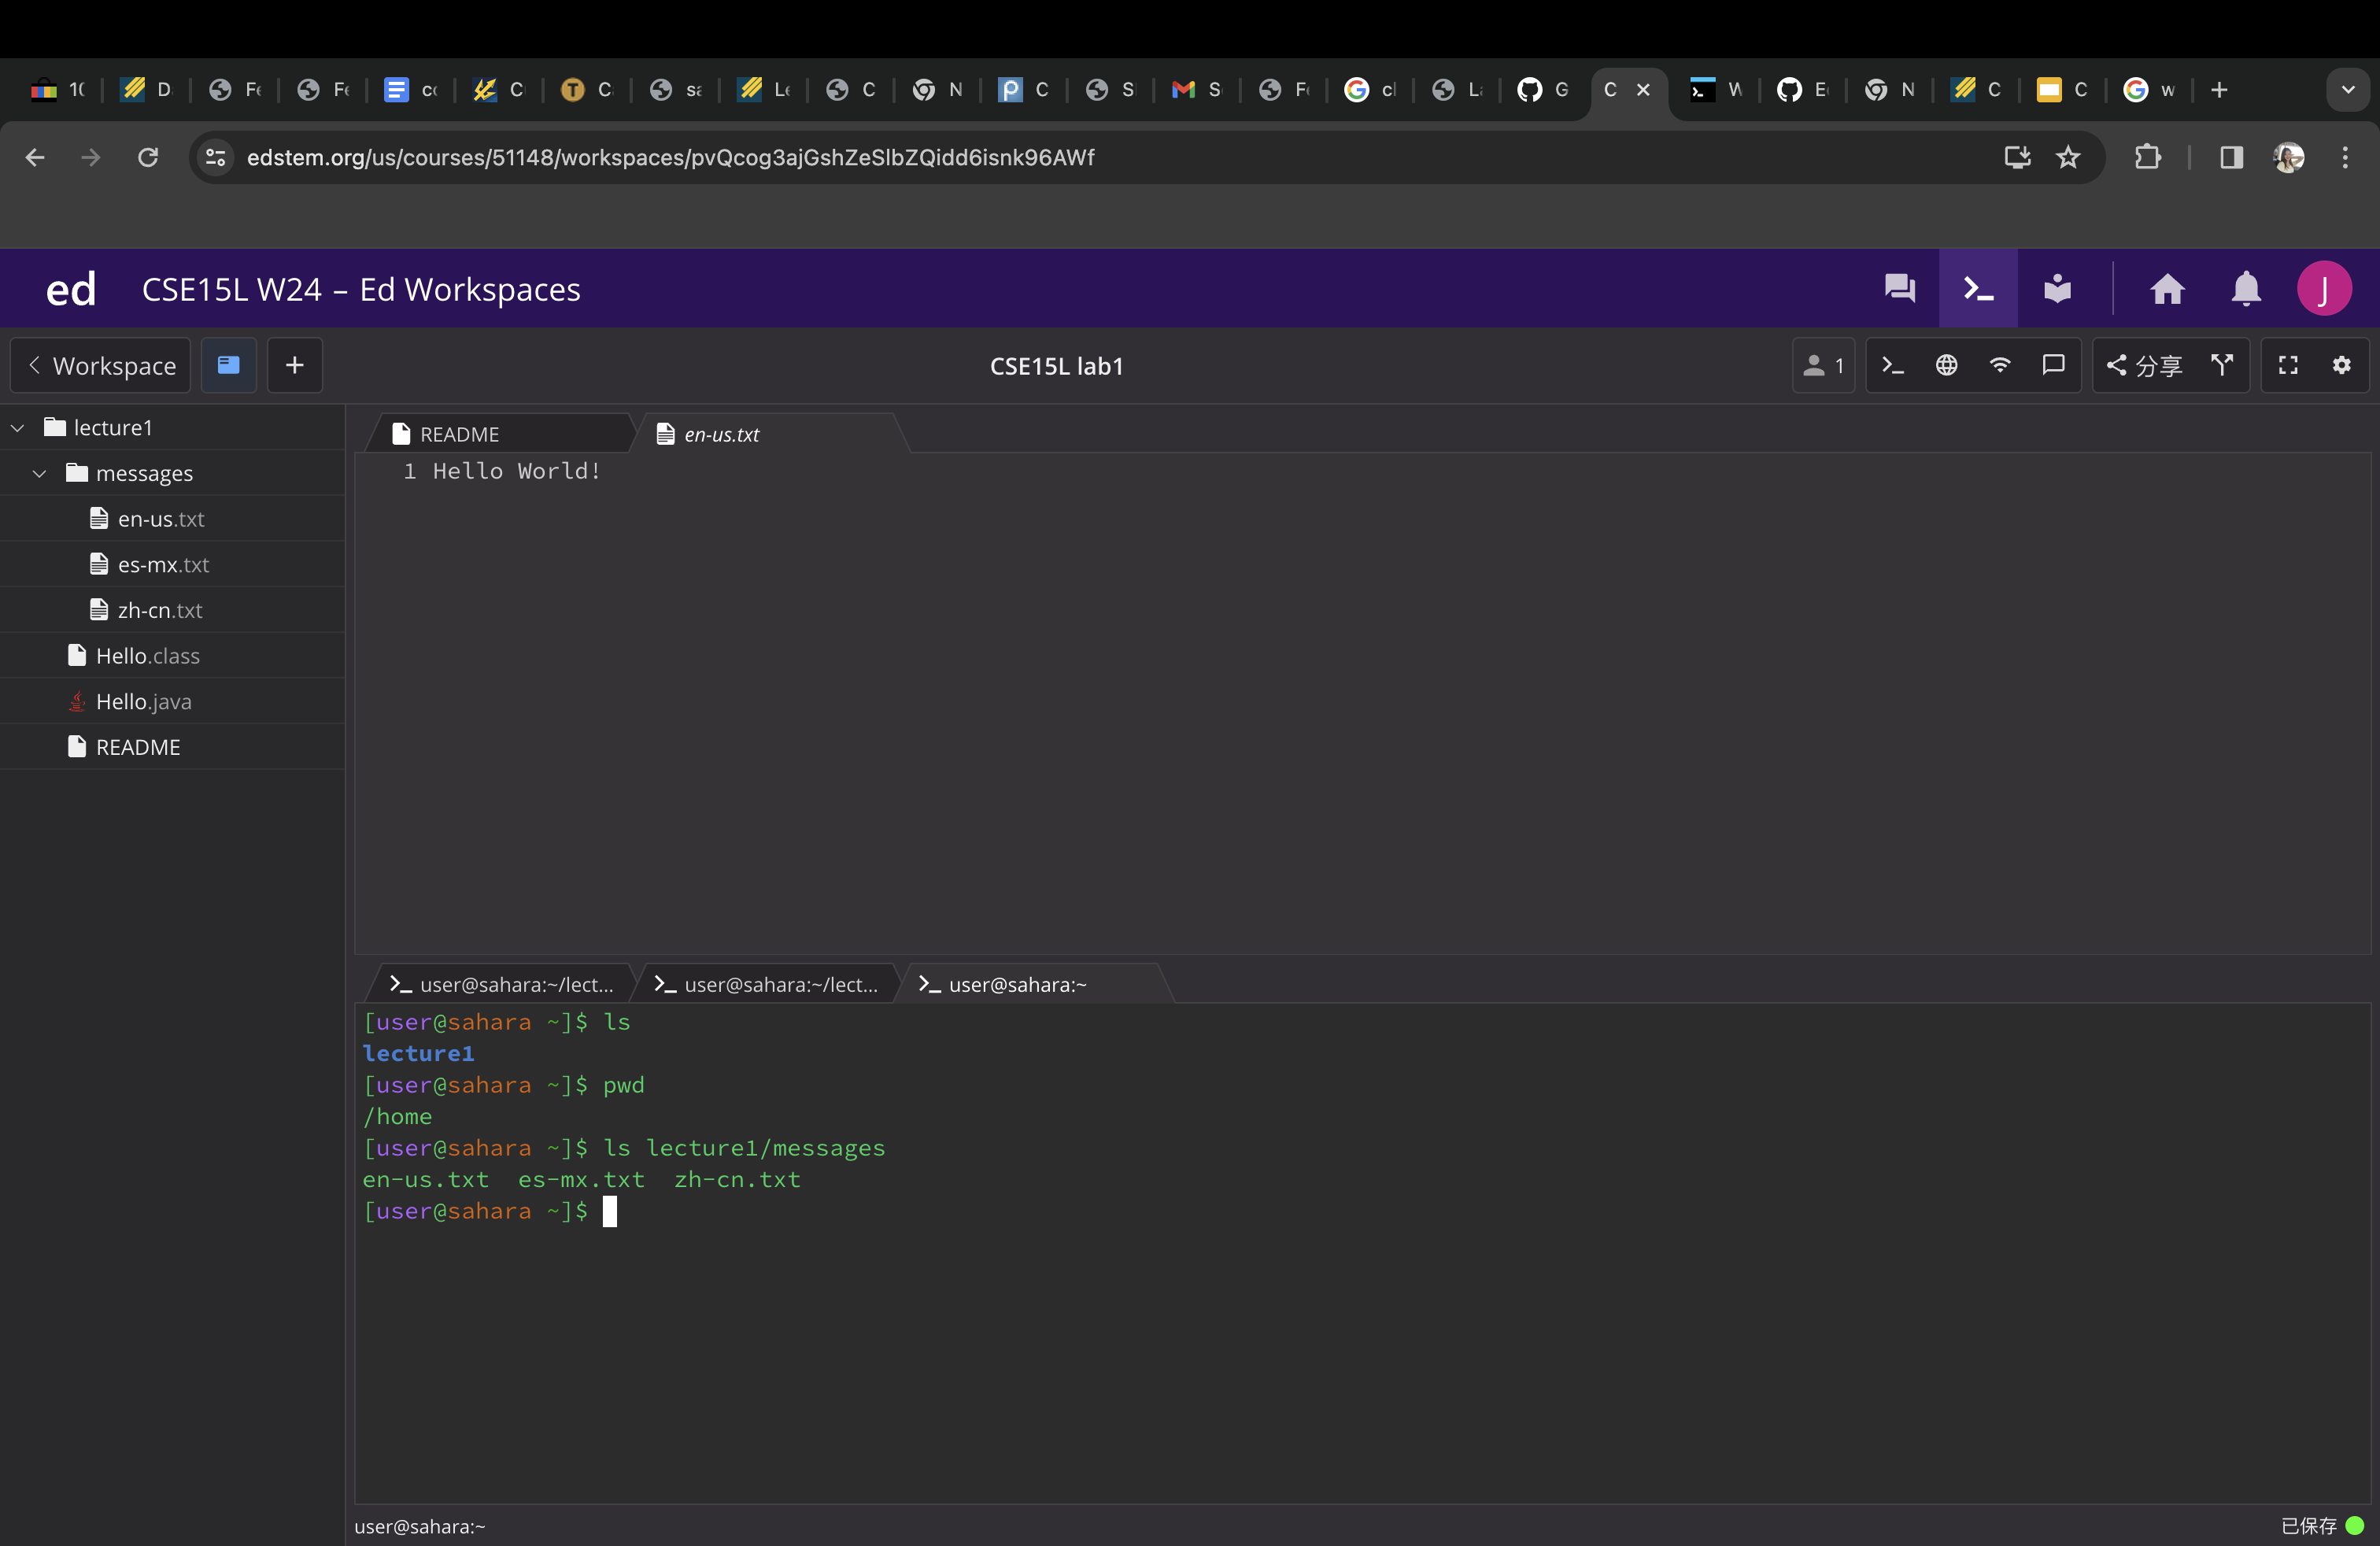 10 D Fe Fe co C C sa Le C N C S S Fe cl La G C W E N C C w
edstem.org/us/courses/51148/workspaces/pvQcog3ajGshZeSlbZQidd6isnk96AWf
ed CSE15L W24 – Ed Workspaces J
Workspace CSE15L lab1 1 分享
lecture1
messages
en-us.txt
es-mx.txt
zh-cn.txt
Hello.class
Hello.java
README
README en-us.txt
1 Hello World!
user@sahara:~/lect... user@sahara:~/lect... user@sahara:~
[user@sahara ~]$ ls
lecture1
[user@sahara ~]$ pwd
/home
[user@sahara ~]$ ls lecture1/messages
en-us.txt es-mx.txt zh-cn.txt
[user@sahara ~]$
user@sahara:~ 已保存